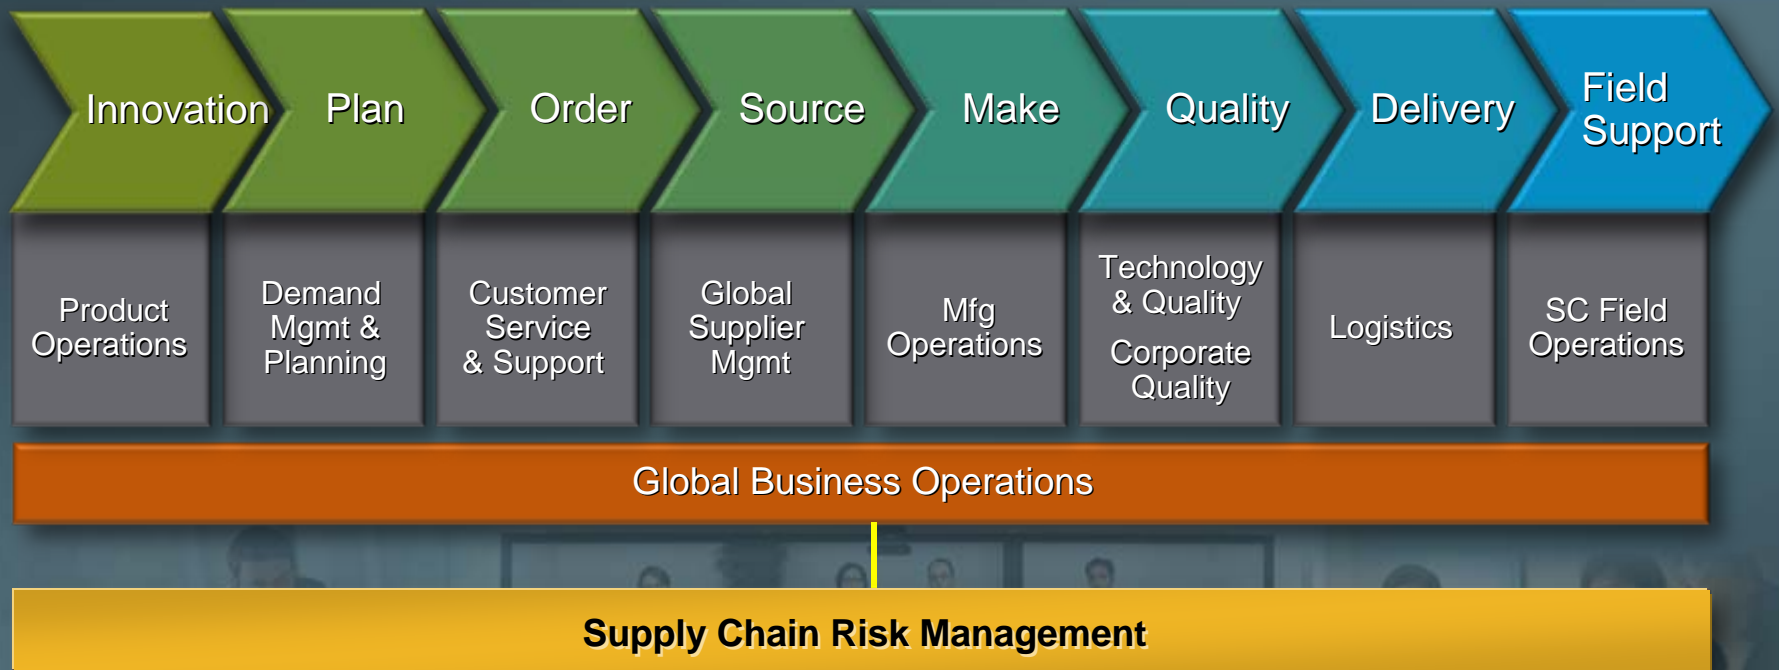 Innovation
Plan
Order
Source
Make
Quality
Delivery
Field
Support
Product
Operations
Demand
Mgmt &
Planning
Customer
Service
& Support
Global
Supplier
Mgmt
Mfg
Operations
Technology
& Quality
Corporate
Quality
Logistics
SC Field
Operations
Global Business Operations
Supply Chain Risk Management